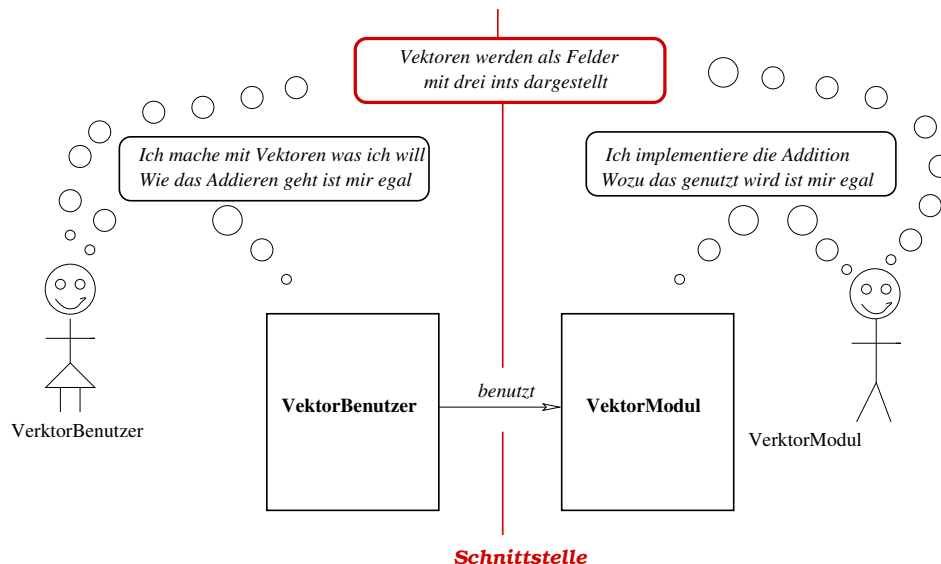 Vektoren werden als Felder
mit drei ints dargestellt
Ich mache mit Vektoren was ich will
Wie das Addieren geht ist mir egal
Ich implementiere die Addition
Wozu das genutzt wird ist mir egal
benutzt
VektorBenutzer
VektorModul
VerktorBenutzer
VerktorModul
Schnittstelle